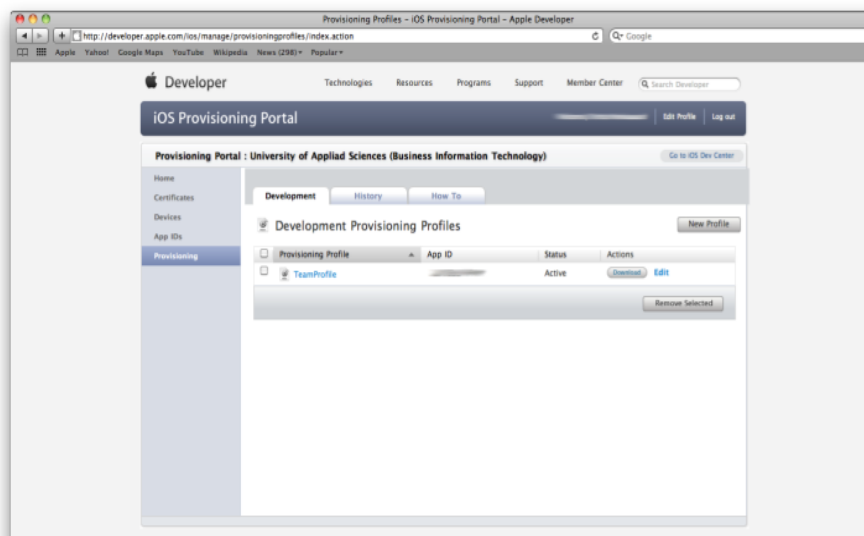 Provisioning Profiles – iOS Provisioning Portal – Apple Developer
http://developer.apple.com/ios/manage/provisioningprofiles/index.action
Google
Apple Yahoo! Google Maps YouTube Wikipedia News (298) Popular
Developer Technologies Resources Programs Support Member Center Search Developer
iOS Provisioning Portal Edit Profile Log out
Provisioning Portal : University of Appliad Sciences (Business Information Technology) Go to iOS Dev Center
Home
Certificates
Devices
App IDs
Provisioning
Development History How To
Development Provisioning Profiles New Profile
Provisioning Profile App ID Status Actions
TeamProfile Active Download Edit
Remove Selected